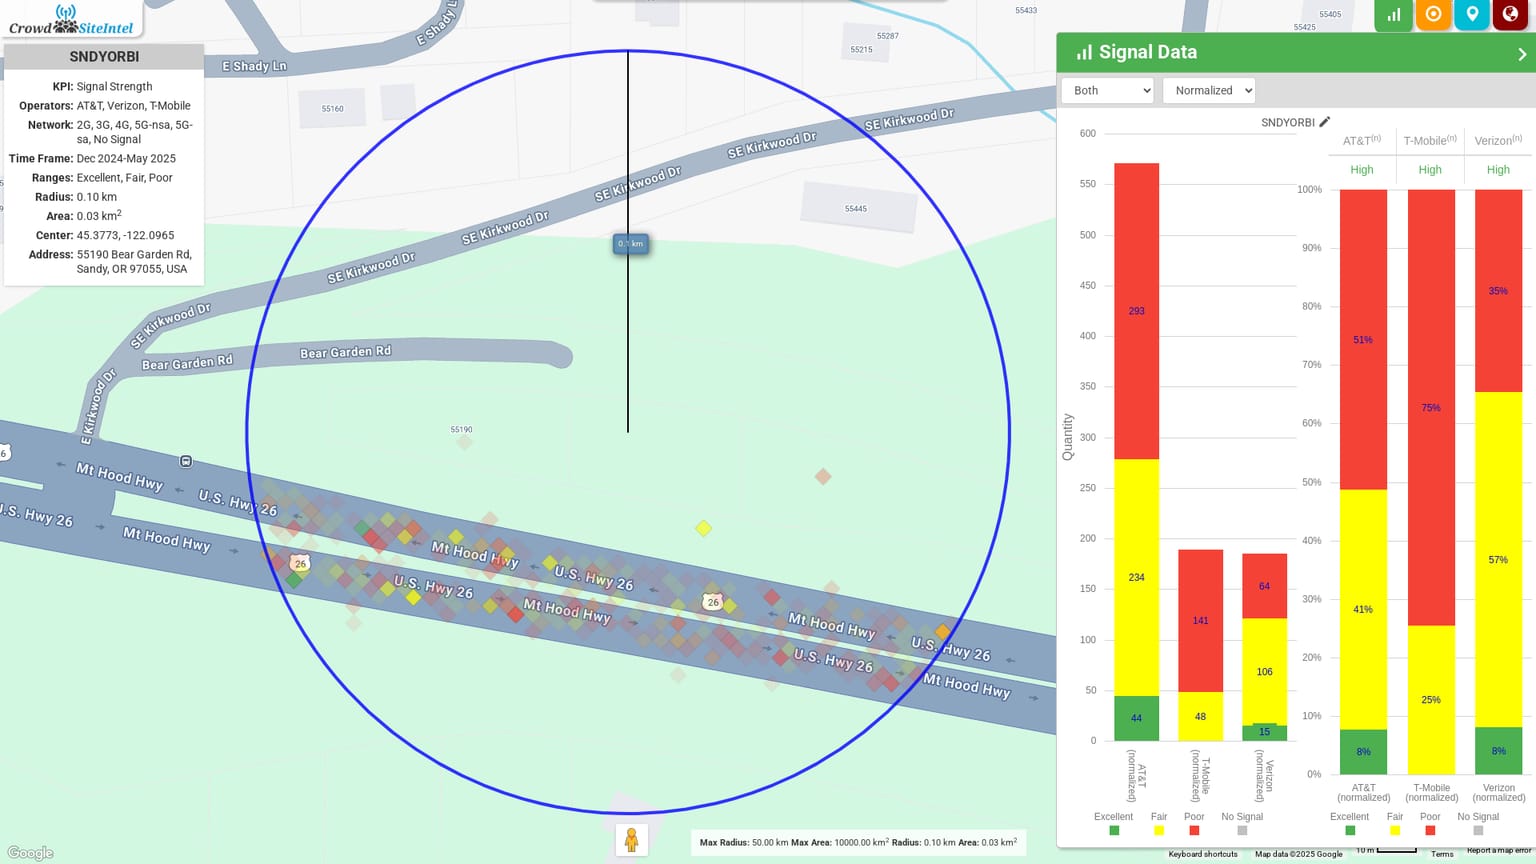 CrowdSiteIntel
SNDYORBI
KPI: Signal Strength
Operators: AT&T, Verizon, T-Mobile
Network: 2G, 3G, 4G, 5G-nsa, 5G-
sa, No Signal
Time Frame: Dec 2024-May 2025
Ranges: Excellent, Fair, Poor
Radius: 0.10 km
Area: 0.03 km²
Center: 45.3773, -122.0965
Address: 55190 Bear Garden Rd,
Sandy, OR 97055, USA
E Shady Ln
E Shady L
55433
55287
55215
55405
55425
55160
55445
55190
SE Kirkwood Dr
SE Kirkwood Dr
SE Kirkwood Dr
SE Kirkwood Dr
SE Kirkwood Dr
SE Kirkwood Dr
0.1 km
Bear Garden Rd
Bear Garden Rd
E Kirkwood Dr
Mt Hood Hwy
U.S. Hwy 26
J.S. Hwy 26
Mt Hood Hwy
26
Mt Hood Hwy
U.S. Hwy 26
U.S. Hwy 26
Mt Hood Hwy
26
Mt Hood Hwy
U.S. Hwy 26
U.S. Hwy 26
Mt Hood Hwy
Google
Max Radius: 50.00 km Max Area: 10000.00 km² Radius: 0.10 km Area: 0.03 km²
Signal Data
Both
Normalized
SNDYORBI
Quantity
600
550
500
450
400
350
300
250
200
150
100
50
0
293
234
44
141
48
64
106
15
AT&T
(normalized)
T-Mobile
(normalized)
Verizon
(normalized)
Excellent Fair Poor No Signal
AT&T(n) T-Mobile(n) Verizon(n)
High High High
100%
90%
80%
70%
60%
50%
40%
30%
20%
10%
0%
51%
41%
8%
75%
25%
35%
57%
8%
AT&T
(normalized)
T-Mobile
(normalized)
Verizon
(normalized)
Excellent Fair Poor No Signal
Keyboard shortcuts Map data ©2025 Google 10 m Terms Report a map error